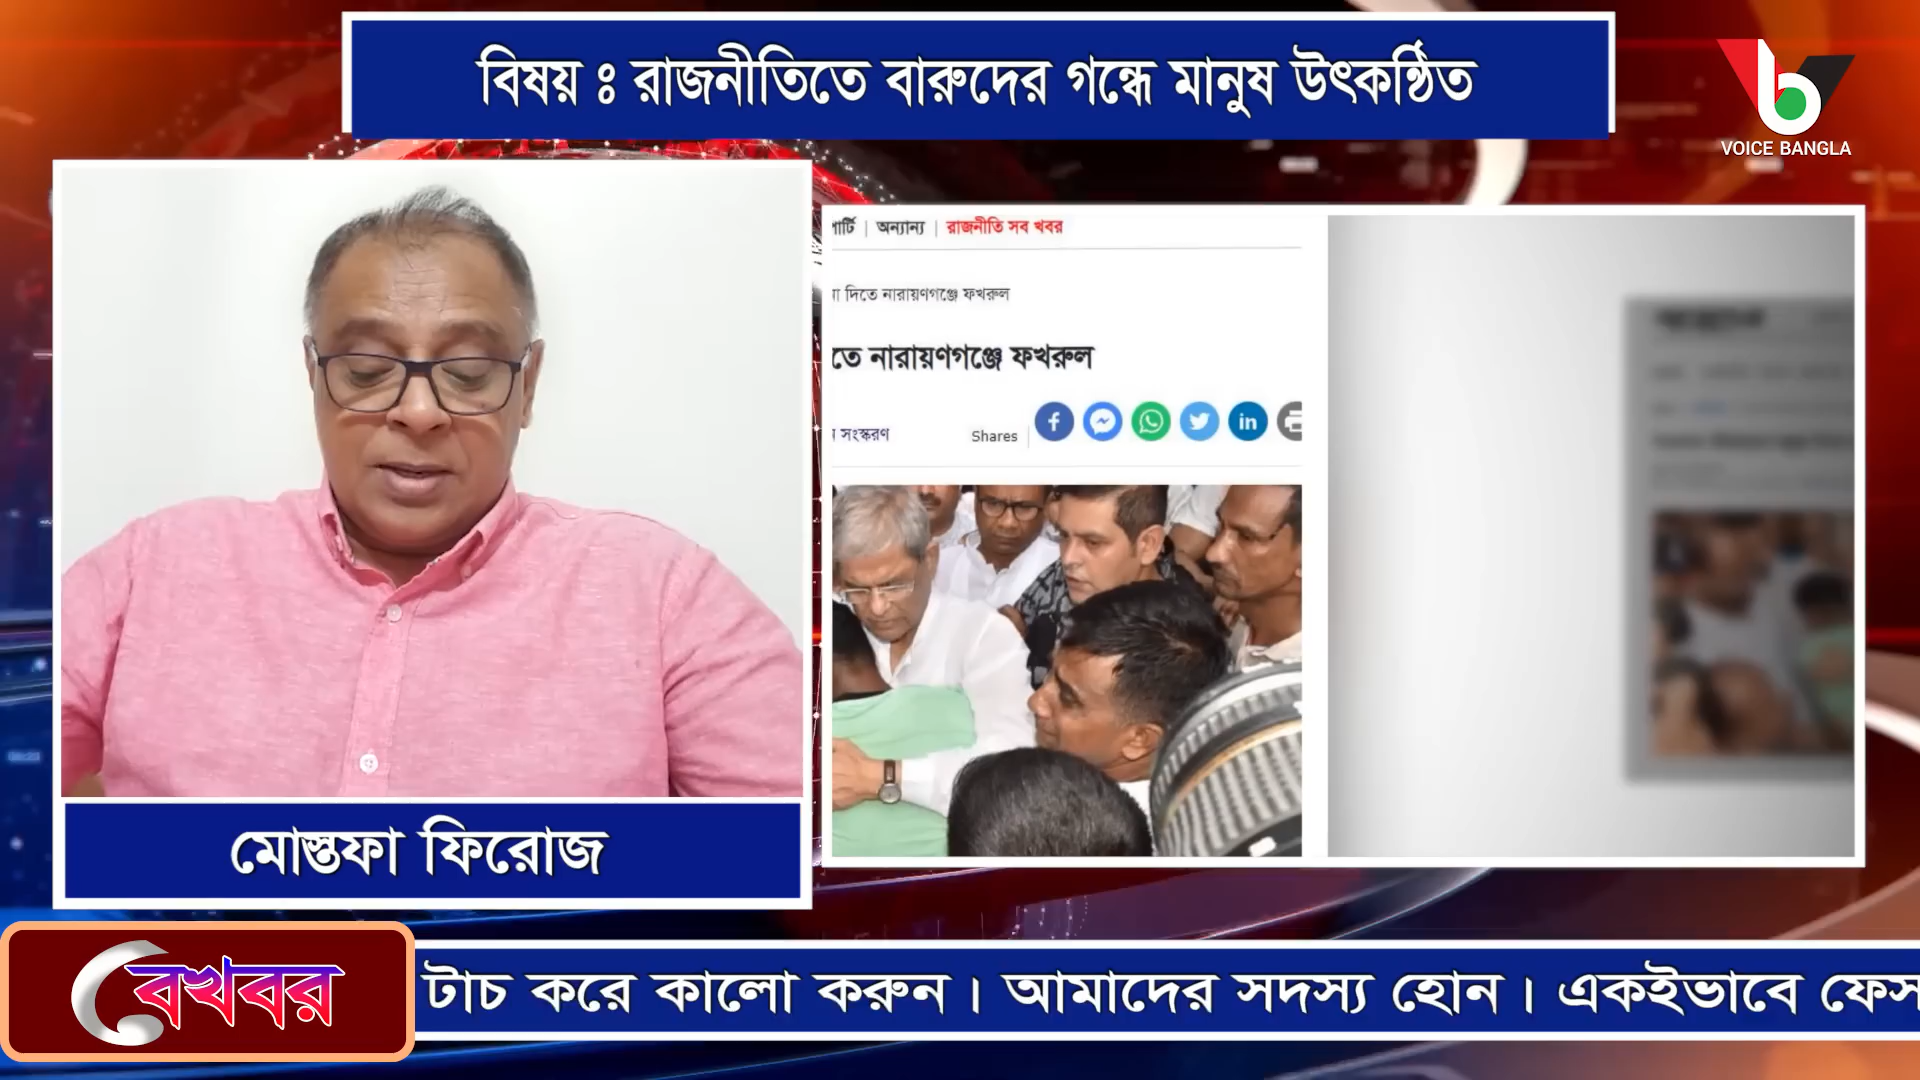 বিষয় ঃ রাজনীতিতে বারুদের গন্ধে মানুষ উৎকন্ঠিত
VOICE BANGLA
অন্যান্য | রাজনীতি সব খবর
দিতে নারায়ণগঞ্জে ফখরুল
তে নারায়ণগঞ্জে ফখরুল
সংস্করণ
Shares
মোস্তফা ফিরোজ
বেখবর
টাচ করে কালো করুন। আমাদের সদস্য হোন। একইভাবে ফেস